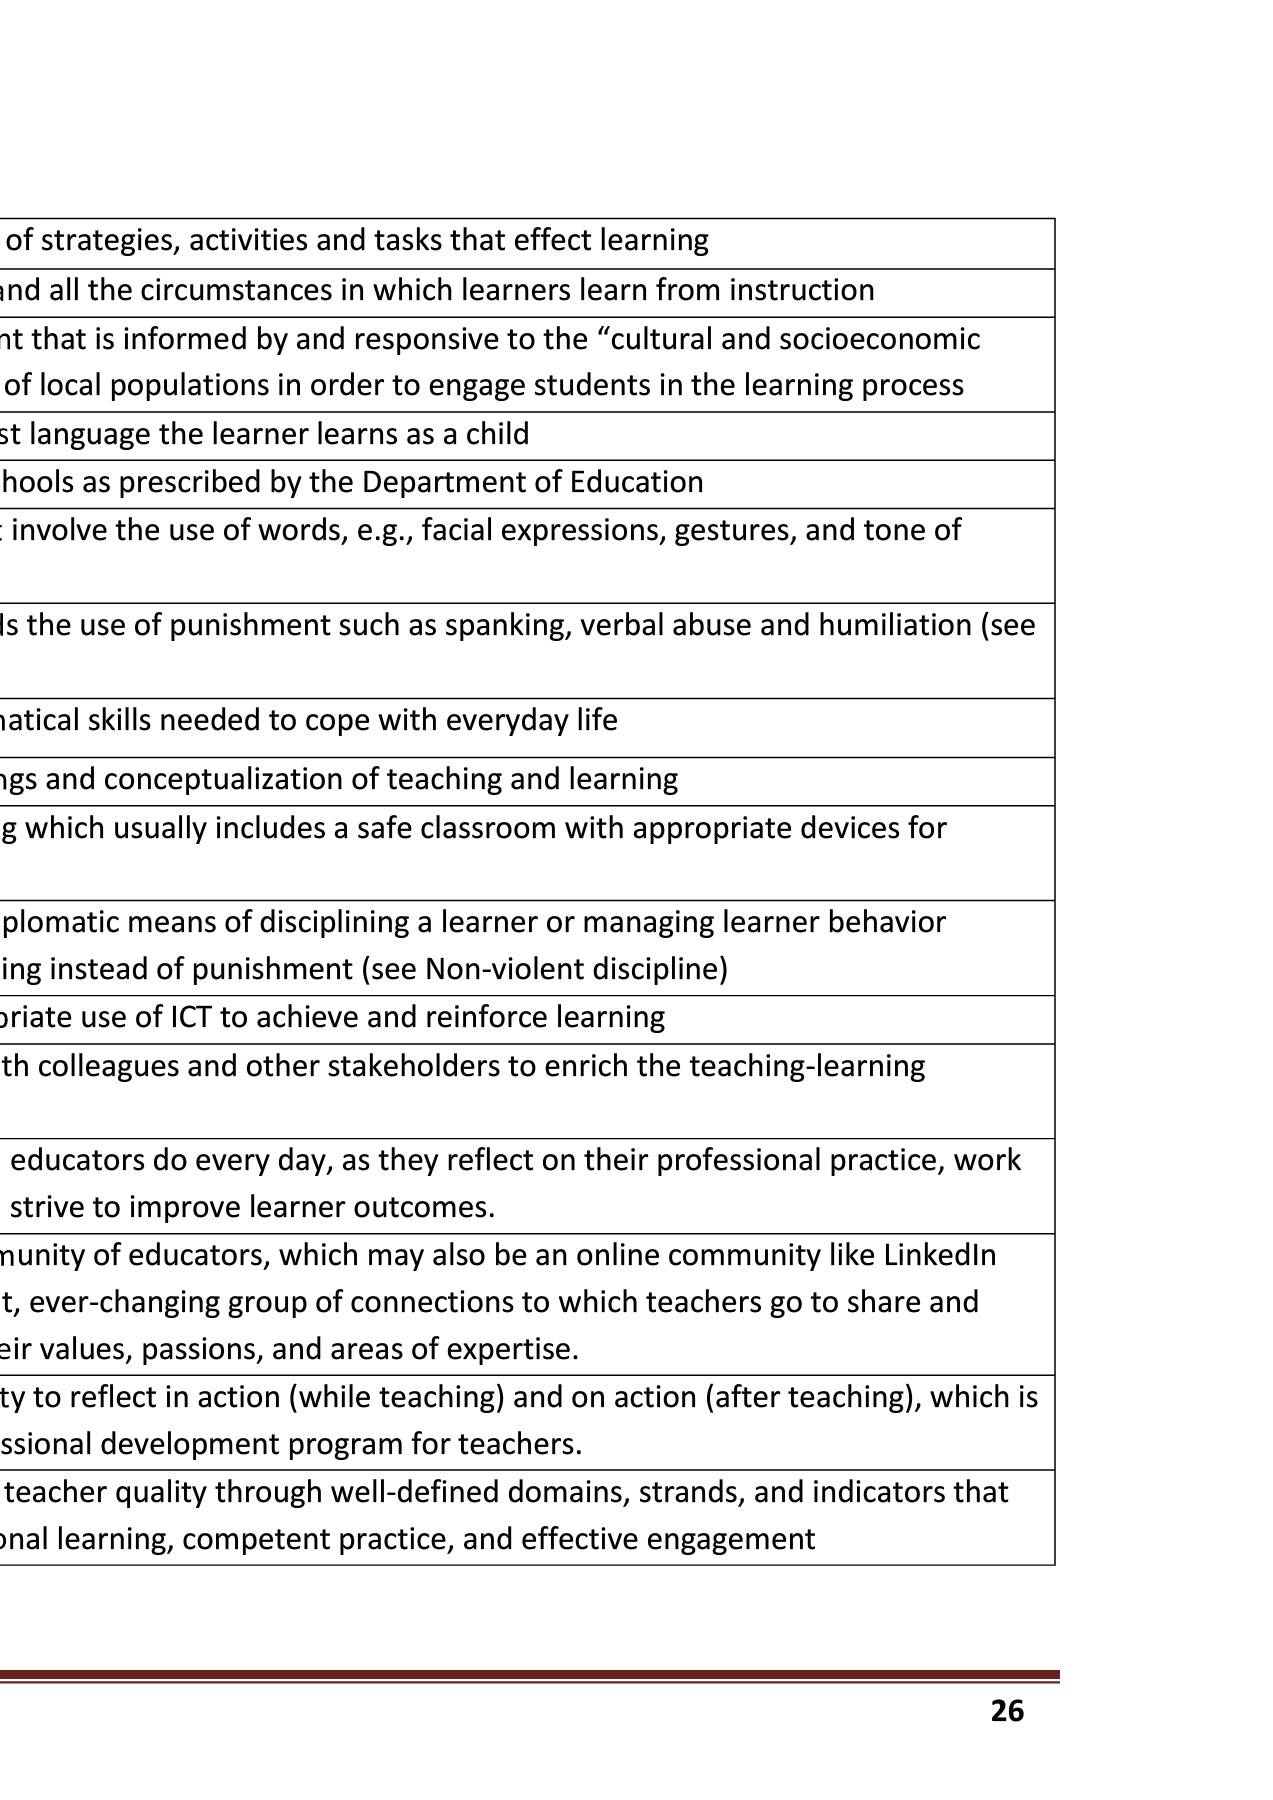 of strategies, activities and tasks that effect learning
and all the circumstances in which learners learn from instruction
nt that is informed by and responsive to the “cultural and socioeconomic
of local populations in order to engage students in the learning process
st language the learner learns as a child
hools as prescribed by the Department of Education
involve the use of words, e.g., facial expressions, gestures, and tone of
ds the use of punishment such as spanking, verbal abuse and humiliation (see
natical skills needed to cope with everyday life
ngs and conceptualization of teaching and learning
g which usually includes a safe classroom with appropriate devices for
plomatic means of disciplining a learner or managing learner behavior
ing instead of punishment (see Non-violent discipline)
priate use of ICT to achieve and reinforce learning
th colleagues and other stakeholders to enrich the teaching-learning
educators do every day, as they reflect on their professional practice, work
strive to improve learner outcomes.
munity of educators, which may also be an online community like LinkedIn
t, ever-changing group of connections to which teachers go to share and
eir values, passions, and areas of expertise.
ty to reflect in action (while teaching) and on action (after teaching), which is
ssional development program for teachers.
teacher quality through well-defined domains, strands, and indicators that
onal learning, competent practice, and effective engagement
26